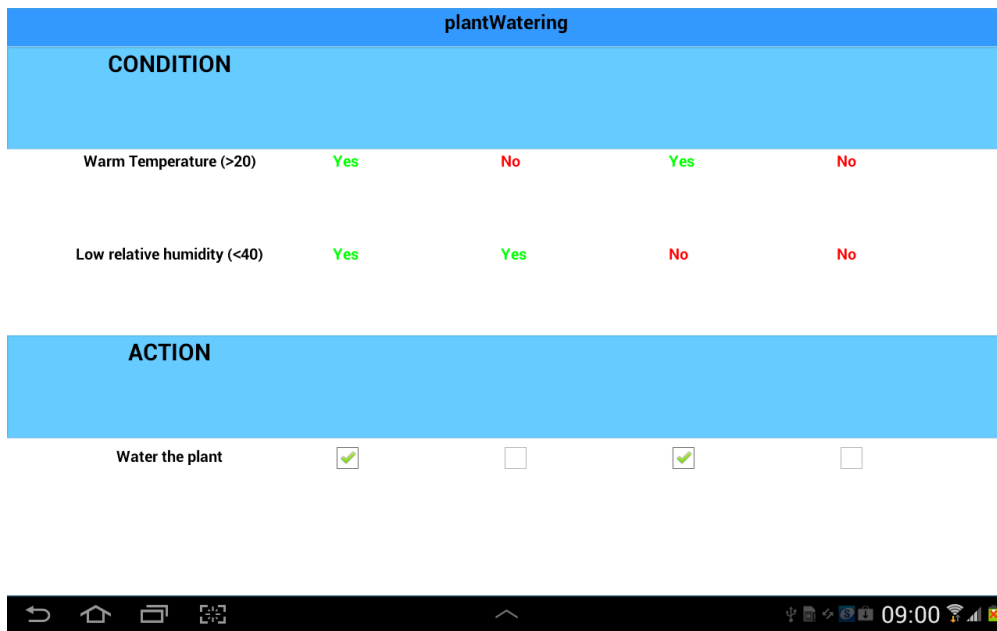 plantWatering
CONDITION
Warm Temperature (>20) Yes No Yes No
Low relative humidity (<40) Yes Yes No No
ACTION
Water the plant
09:00